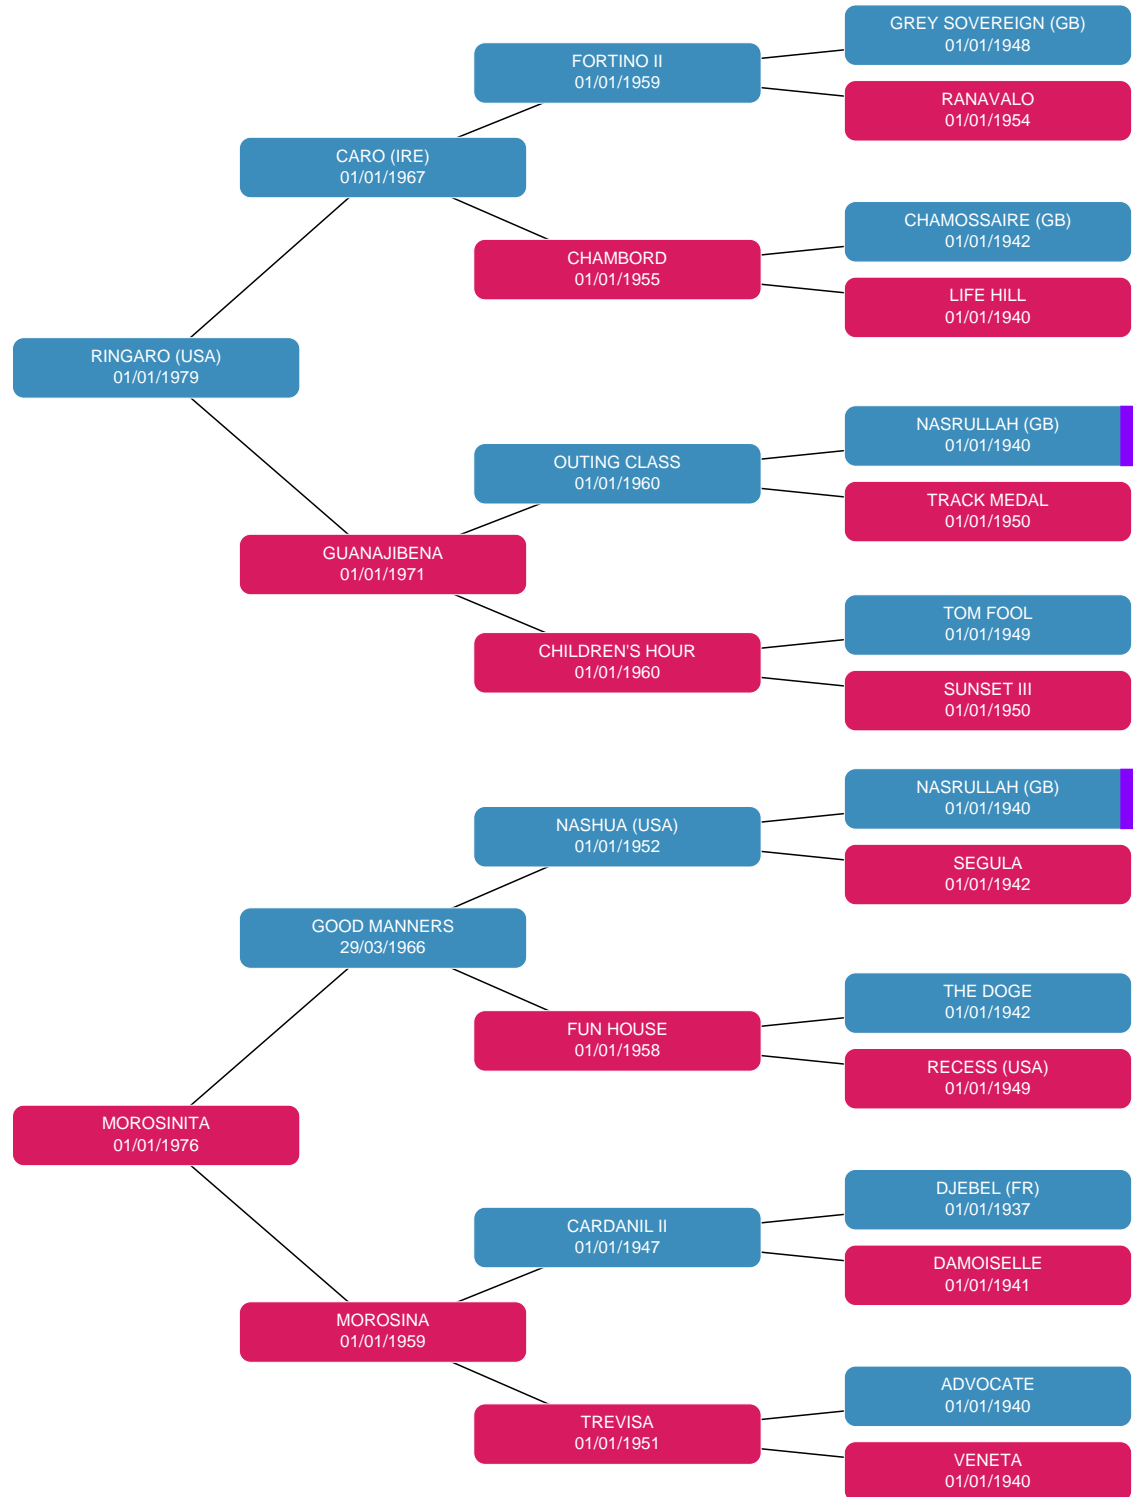 GREY SOVEREIGN (GB)
01/01/1948
FORTINO II
01/01/1959
RANAVALO
01/01/1954
CARO (IRE)
01/01/1967
CHAMOSSAIRE (GB)
01/01/1942
CHAMBORD
01/01/1955
LIFE HILL
01/01/1940
RINGARO (USA)
01/01/1979
NASRULLAH (GB)
01/01/1940
OUTING CLASS
01/01/1960
TRACK MEDAL
01/01/1950
GUANAJIBENA
01/01/1971
TOM FOOL
01/01/1949
CHILDREN'S HOUR
01/01/1960
SUNSET III
01/01/1950
NASRULLAH (GB)
01/01/1940
NASHUA (USA)
01/01/1952
SEGULA
01/01/1942
GOOD MANNERS
29/03/1966
THE DOGE
01/01/1942
FUN HOUSE
01/01/1958
RECESS (USA)
01/01/1949
MOROSINITA
01/01/1976
DJEBEL (FR)
01/01/1937
CARDANIL II
01/01/1947
DAMOISELLE
01/01/1941
MOROSINA
01/01/1959
ADVOCATE
01/01/1940
TREVISA
01/01/1951
VENETA
01/01/1940